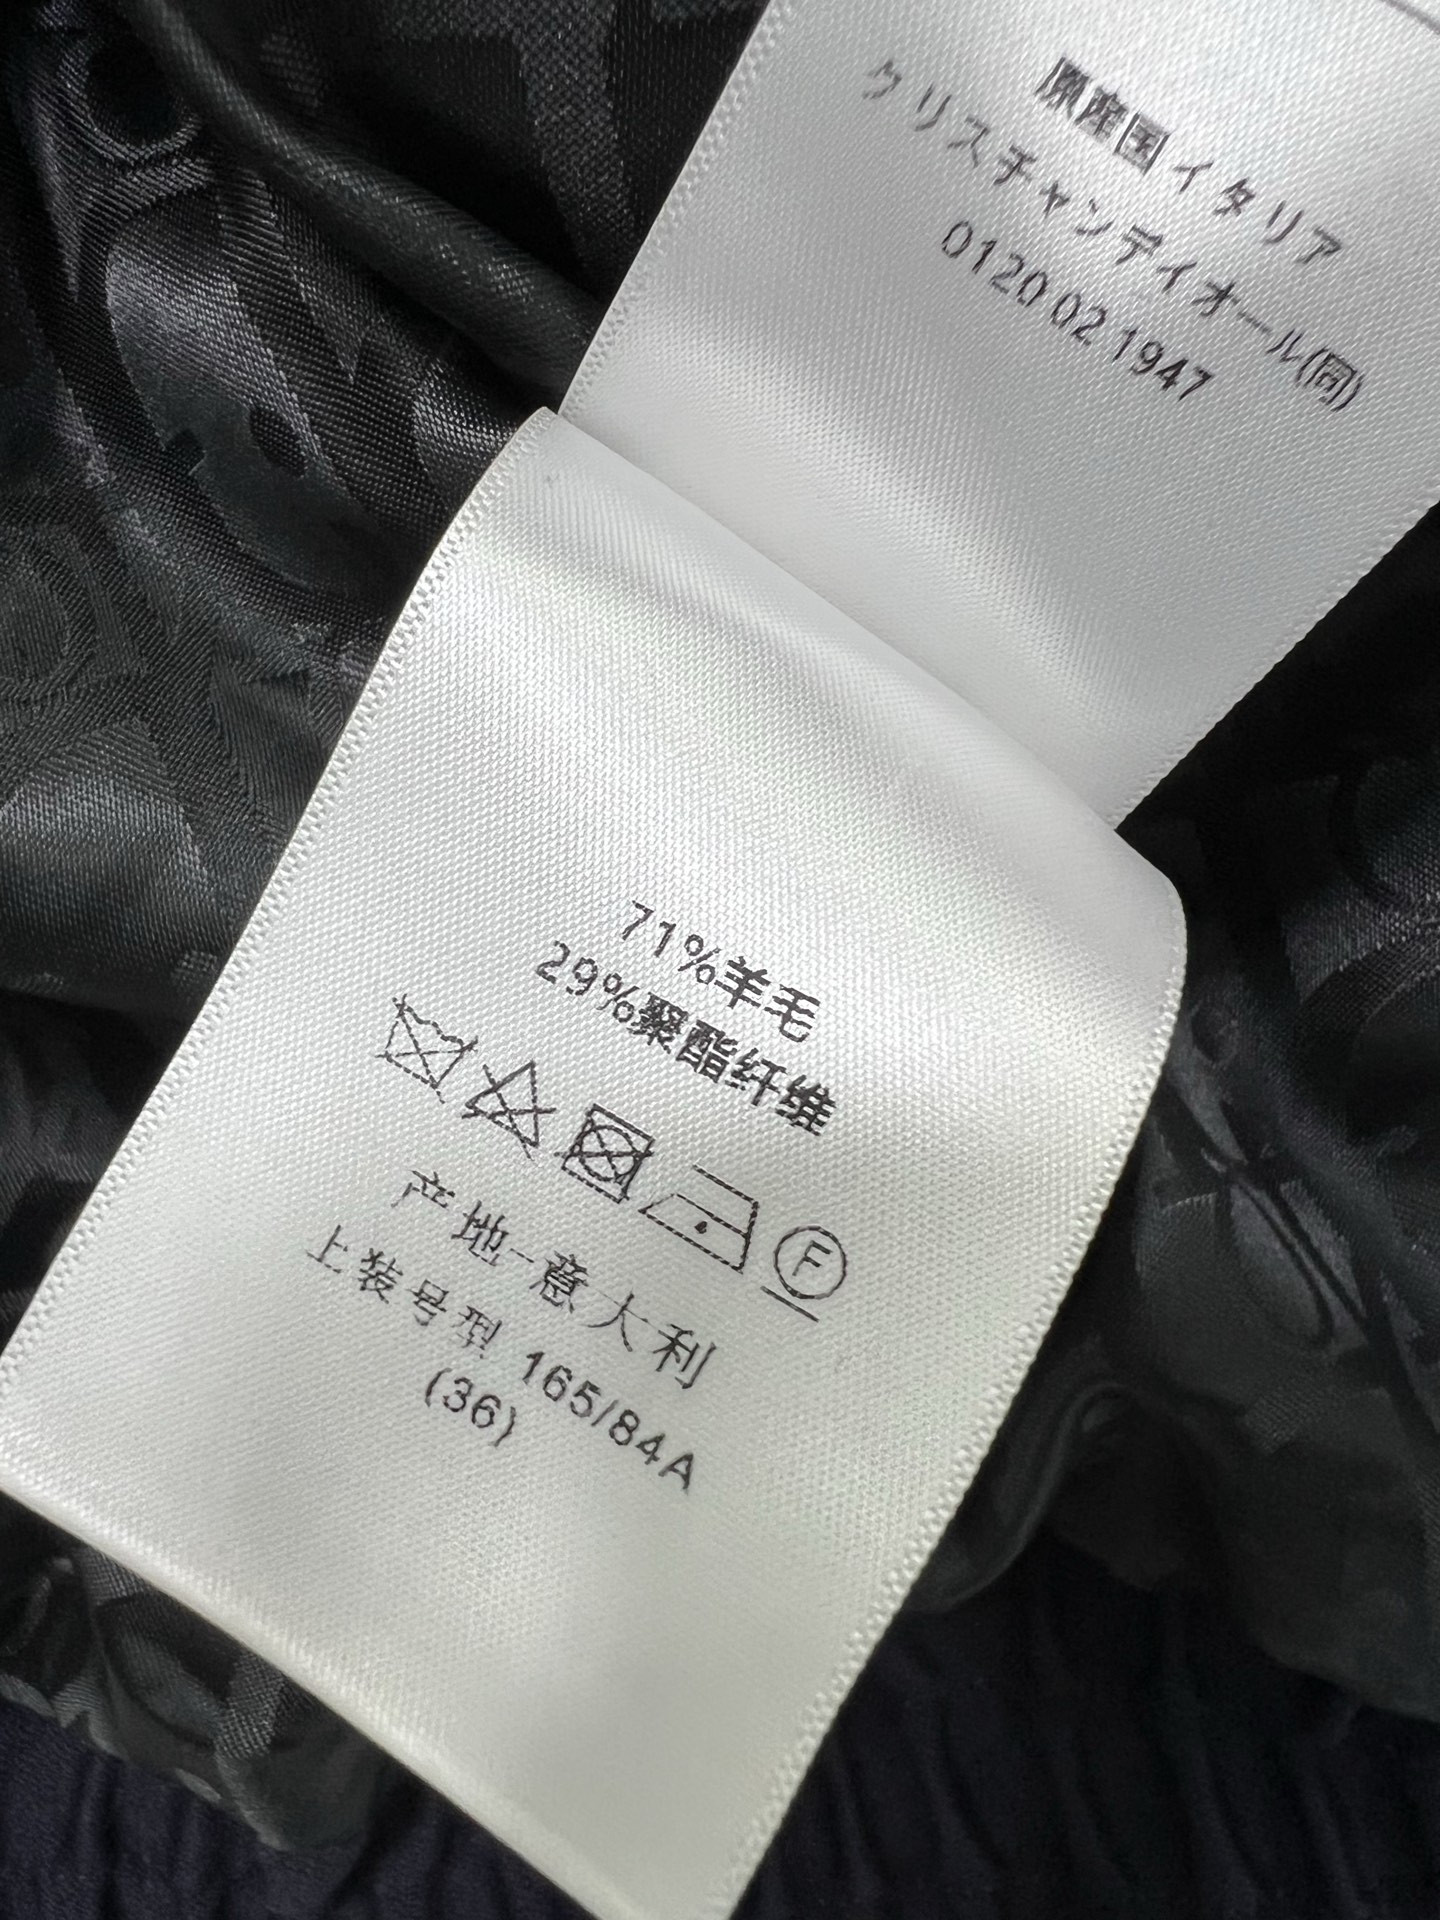 原産国イタリア
クリスチャンディオール(同)
0120 02 1947
71%羊毛
29%聚酯纤维
F
产地-意大利
上装号型 165/84A
(36)